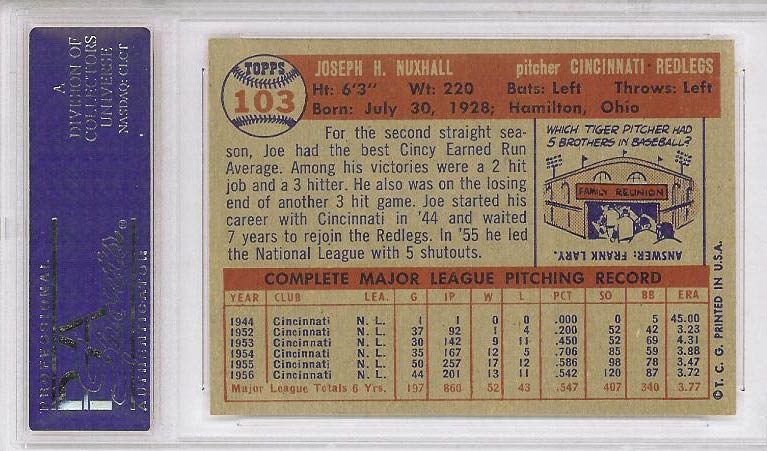 A
DIVISION OF
COLLECTORS
UNIVERSE
NASDAQ: CLCT
PROFESSIONAL
PSA
AUTHENTICATION
TOPPS
103
JOSEPH H. NUXHALL pitcher CINCINNATI - REDLEGS
Ht: 6'3" Wt: 220 Bats: Left Throws: Left
Born: July 30, 1928; Hamilton, Ohio
For the second straight sea-
son, Joe had the best Cincy Earned Run
Average. Among his victories were a 2 hit
job and a 3 hitter. He also was on the losing
end of another 3 hit game. Joe started his
career with Cincinnati in '44 and waited
7 years to rejoin the Redlegs. In '55 he led
the National League with 5 shutouts.
WHICH TIGER PITCHER HAD
5 BROTHERS IN BASEBALL?
FAMILY REUNION
ANSWER: FRANK LARY.
COMPLETE MAJOR LEAGUE PITCHING RECORD
YEAR CLUB LEA. G IP W L PCT SO BB ERA
1944 Cincinnati N. L. 1 1 0 0 .000 0 5 45.00
1952 Cincinnati N. L. 37 92 1 4 .200 52 42 3.23
1953 Cincinnati N. L. 30 142 9 11 .450 52 69 4.31
1954 Cincinnati N. L. 35 167 12 5 .706 85 59 3.88
1955 Cincinnati N. L. 50 257 17 12 .586 98 78 3.47
1956 Cincinnati N. L. 44 201 13 11 .542 120 87 3.72
Major League Totals 6 Yrs. 197 860 52 43 .547 407 340 3.77
© T. C. G. PRINTED IN U.S.A.